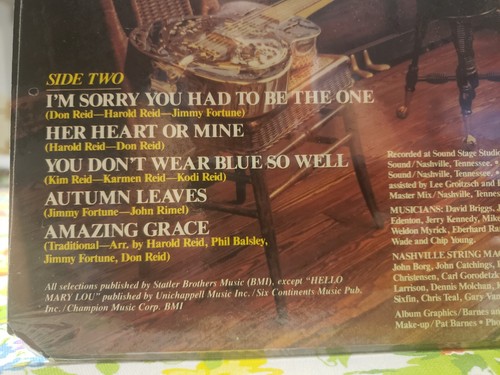 SIDE TWO
I'M SORRY YOU HAD TO BE THE ONE
(Don Reid—Harold Reid—Jimmy Fortune)
HER HEART OR MINE
(Harold Reid—Don Reid)
YOU DON'T WEAR BLUE SO WELL
(Kim Reid—Karmen Reid—Kodi Reid)
AUTUMN LEAVES
(Jimmy Fortune—John Rimel)
AMAZING GRACE
(Traditional—Arr. by Harold Reid, Phil Balsley,
Jimmy Fortune, Don Reid)
All selections published by Statler Brothers Music (BMI), except "HELLO
MARY LOU" published by Unichappell Music Inc./Six Continents Music Pub.
Inc./Champion Music Corp. BMI
Recorded at Sound Stage Studio
Sound/Nashville, Tennessee.
Sound/Nashville, Tennessee,
assisted by Lee Groitzsch and
Master Mix/Nashville, Tennes
MUSICIANS: David Briggs, J
Edenton, Jerry Kennedy, Mike
Weldon Myrick, Eberhard Ra
Wade and Chip Young.
NASHVILLE STRING MA
John Borg, John Catchings,
Christensen, Carl Gorodetz
Larrison, Dennis Molchan,
Sixfin, Chris Teal, Gary Va
Album Graphics/Barnes an
Make-up/Pat Barnes • Pho